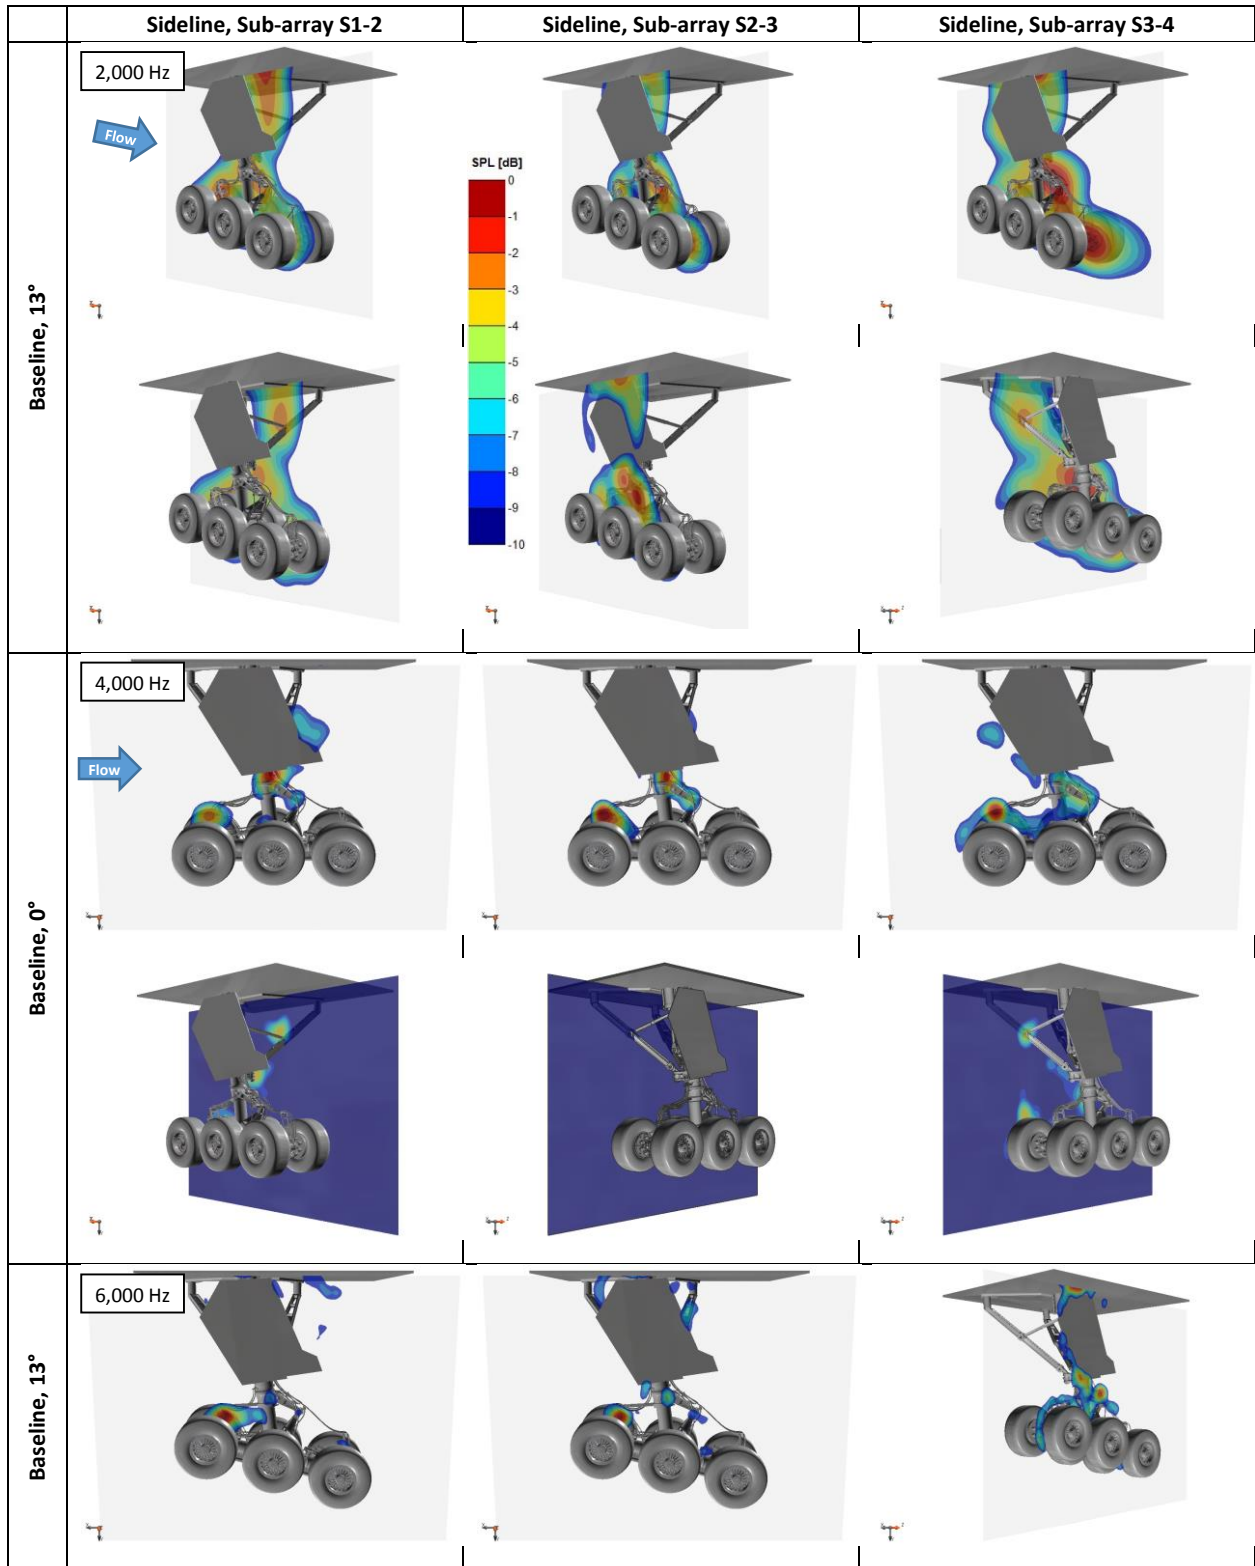 Sideline, Sub-array S1-2
Sideline, Sub-array S2-3
Sideline, Sub-array S3-4
Baseline, 13°
2,000 Hz
Flow
SPL [dB]
0
-1
-2
-3
-4
-5
-6
-7
-8
-9
-10
Baseline, 0°
4,000 Hz
Flow
Baseline, 13°
6,000 Hz